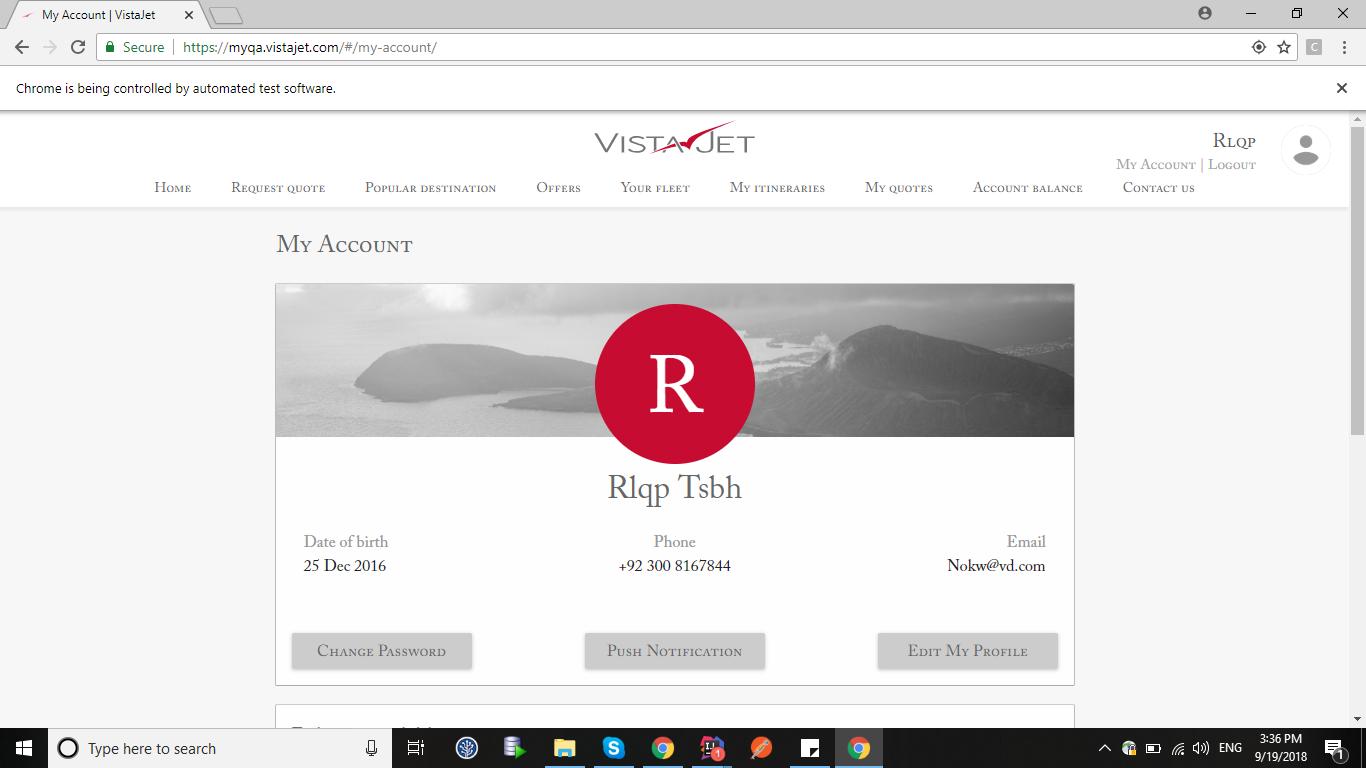 My Account | VistaJet
Secure | https://myqa.vistajet.com/#/my-account/
C
Chrome is being controlled by automated test software.
VISTAJET
Rlqp
My Account | Logout
Home Request quote Popular destination Offers Your fleet My itineraries My quotes Account balance Contact us
My Account
R
Rlqp Tsbh
Date of birth Phone Email
25 Dec 2016 +92 300 8167844 Nokw@vd.com
Change Password Push Notification Edit My Profile
Type here to search
ENG
3:36 PM
9/19/2018
1
1